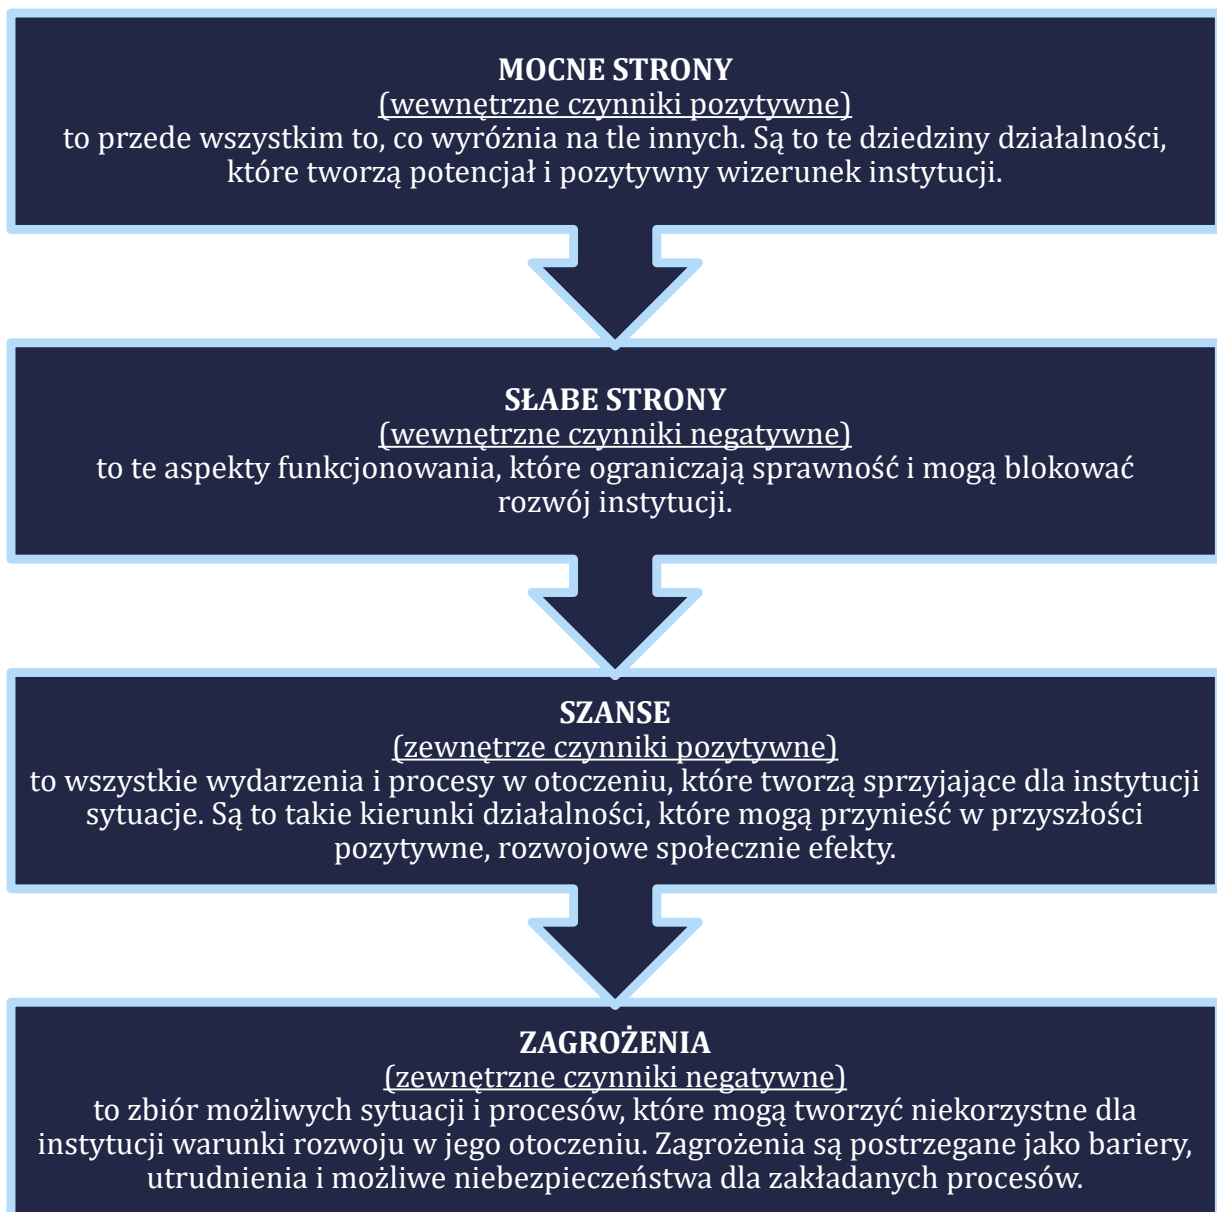 MOCNE STRONY
(wewnętrzne czynniki pozytywne)
to przede wszystkim to, co wyróżnia na tle innych. Są to te dziedziny działalności,
które tworzą potencjał i pozytywny wizerunek instytucji.
SŁABE STRONY
(wewnętrzne czynniki negatywne)
to te aspekty funkcjonowania, które ograniczają sprawność i mogą blokować
rozwój instytucji.
SZANSE
(zewnętrze czynniki pozytywne)
to wszystkie wydarzenia i procesy w otoczeniu, które tworzą sprzyjające dla instytucji
sytuacje. Są to takie kierunki działalności, które mogą przynieść w przyszłości
pozytywne, rozwojowe społecznie efekty.
ZAGROŻENIA
(zewnętrzne czynniki negatywne)
to zbiór możliwych sytuacji i procesów, które mogą tworzyć niekorzystne dla
instytucji warunki rozwoju w jego otoczeniu. Zagrożenia są postrzegane jako bariery,
utrudnienia i możliwe niebezpieczeństwa dla zakładanych procesów.